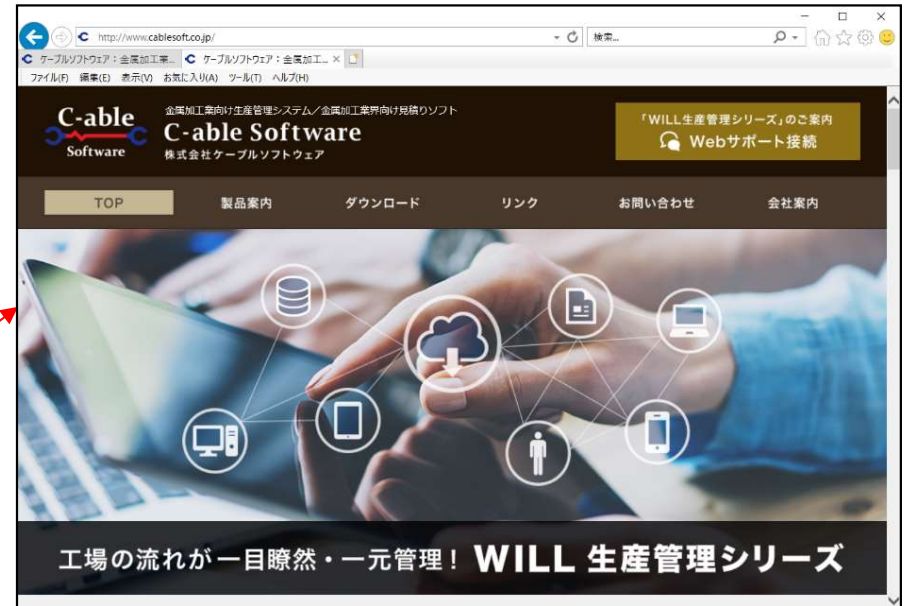 http://www.cablesoft.co.jp/
検索...
ケーブルソフトウェア：金属加工業...
ケーブルソフトウェア：金属加工...
ファイル(F) 編集(E) 表示(V) お気に入り(A) ツール(T) ヘルプ(H)
C-able
Software
金属加工業向け生産管理システム／金属加工業界向け見積りソフト
C-able Software
株式会社ケーブルソフトウェア
「WILL生産管理シリーズ」のご案内
Webサポート接続
TOP 製品案内 ダウンロード リンク お問い合わせ 会社案内
工場の流れが一目瞭然・一元管理！ WILL 生産管理シリーズ